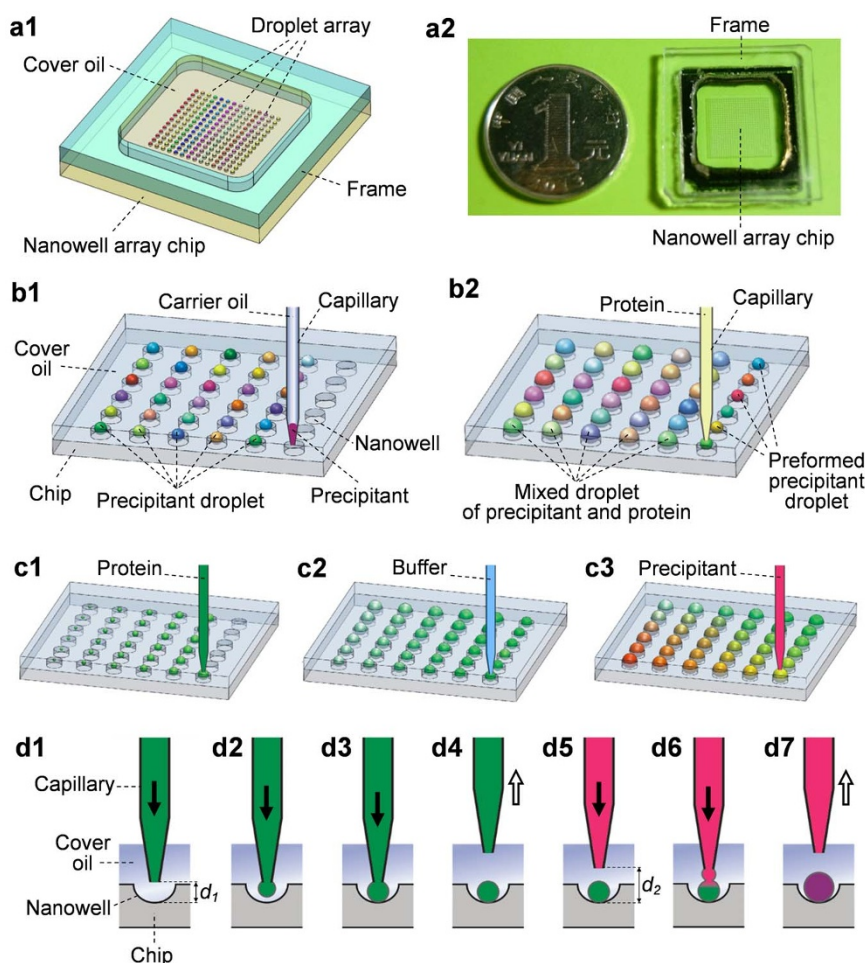 a1
Droplet array
Cover oil
Frame
Nanowell array chip
a2
Frame
1
元
Nanowell array chip
b1
Carrier oil
Capillary
Cover
oil
Nanowell
Chip
Precipitant droplet
Precipitant
b2
Protein
Capillary
Mixed droplet
of precipitant and protein
Preformed
precipitant
droplet
c1
Protein
c2
Buffer
c3
Precipitant
d1
d2
d3
d4
d5
d6
d7
Capillary
Cover
oil
d1
d2
Nanowell
Chip